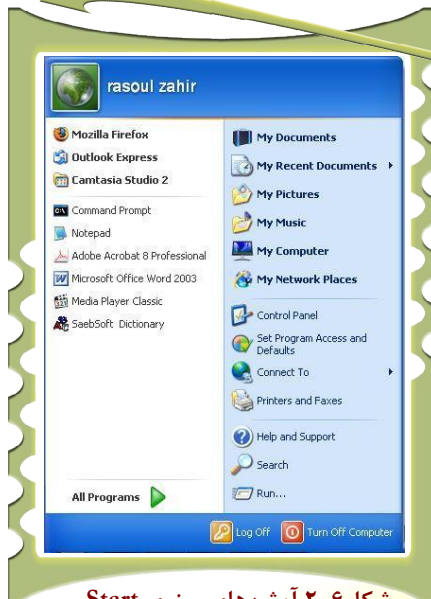 rasoul zahir
Mozilla Firefox
Outlook Express
Camtasia Studio 2
Command Prompt
Notepad
Adobe Acrobat 8 Professional
Microsoft Office Word 2003
Media Player Classic
SaebSoft Dictionary
All Programs
My Documents
My Recent Documents
My Pictures
My Music
My Computer
My Network Places
Control Panel
Set Program Access and
Defaults
Connect To
Printers and Faxes
Help and Support
Search
Run...
Log Off
Turn Off Computer
Start